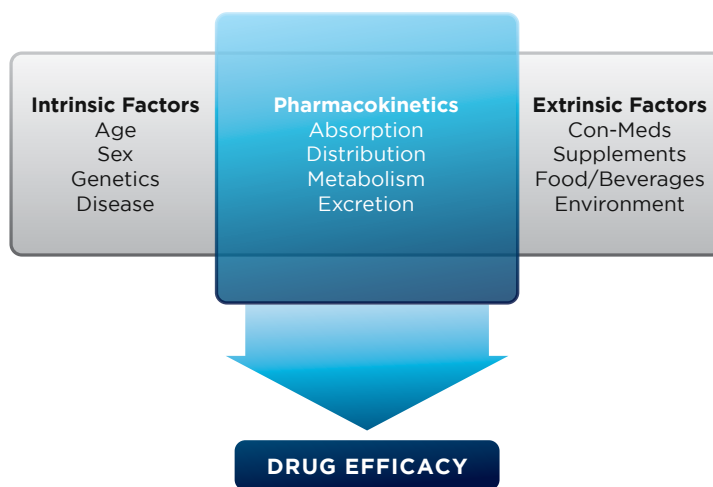 Intrinsic Factors
Age
Sex
Genetics
Disease
Pharmacokinetics
Absorption
Distribution
Metabolism
Excretion
Extrinsic Factors
Con-Meds
Supplements
Food/Beverages
Environment
DRUG EFFICACY